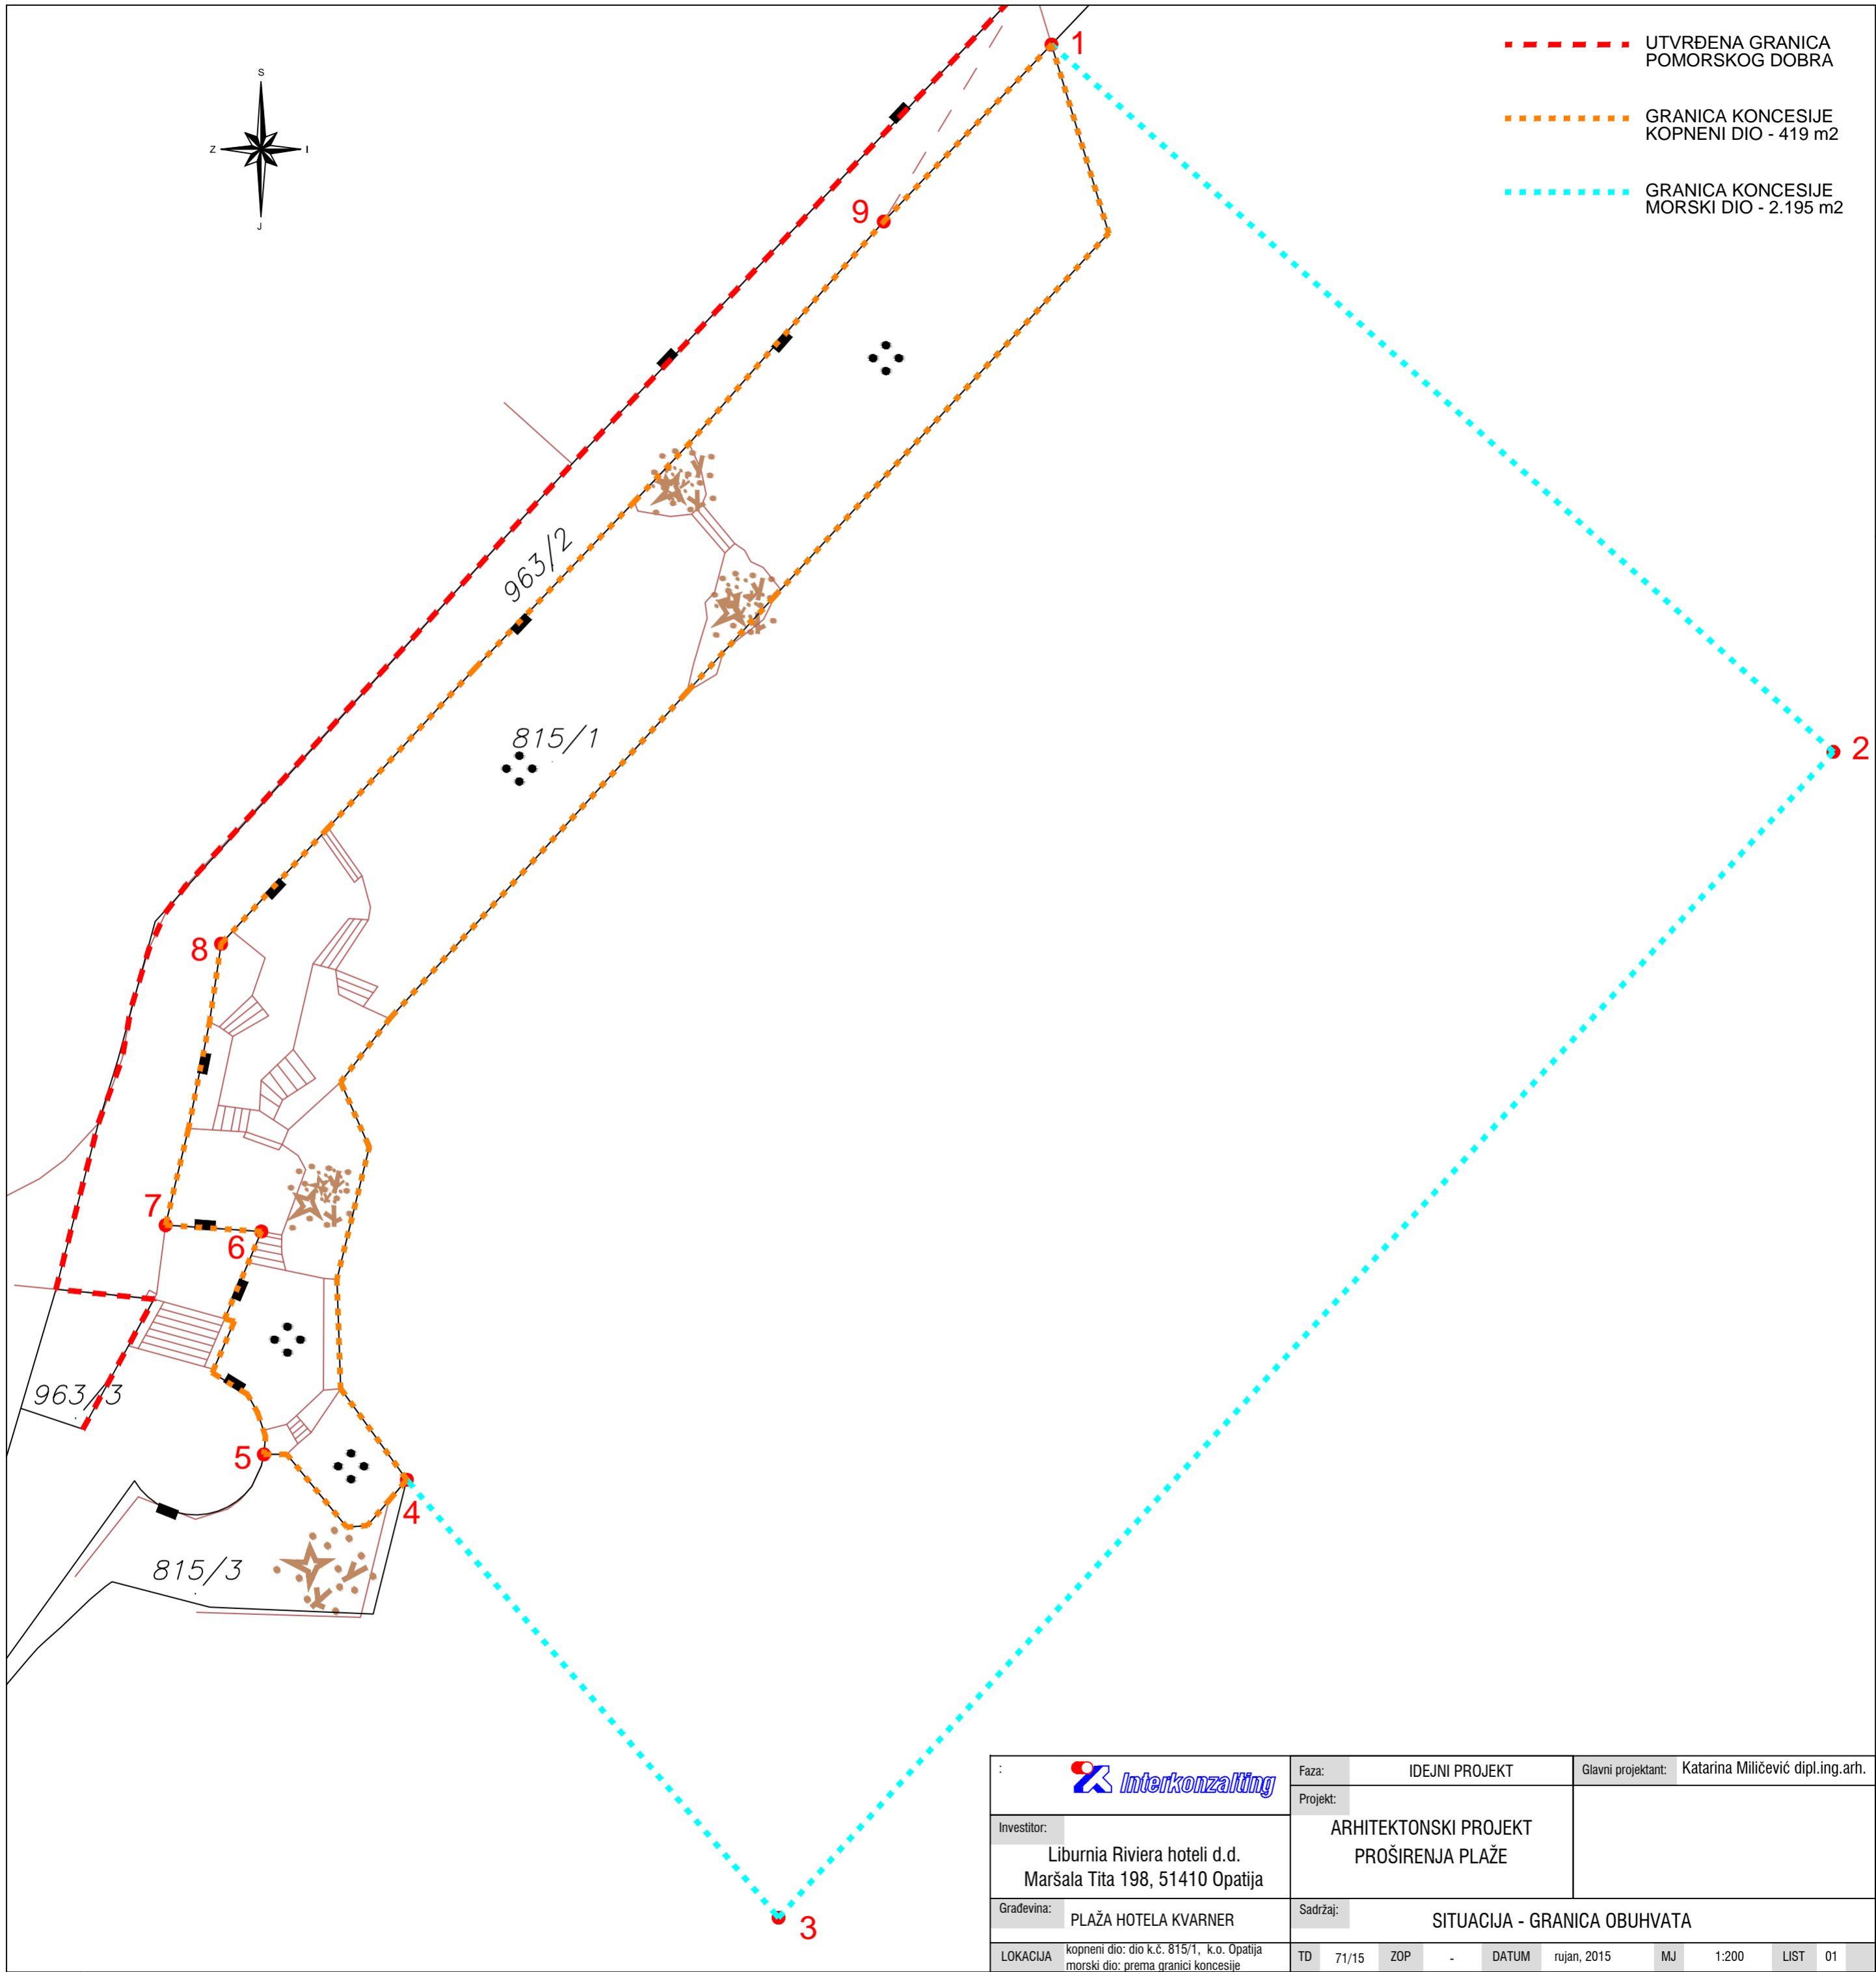 UTVRĐENA GRANICA
POMORSKOG DOBRA
GRANICA KONCESIJE
KOPNENI DIO - 419 m2
GRANICA KONCESIJE
MORSKI DIO - 2.195 m2
S
Z
I
J
1
9
963/2
815/1
2
8
7
6
963/3
5
4
815/3
3
:
Interkonzalting
Faza:
IDEJNI PROJEKT
Glavni projektant:
Katarina Miličević dipl.ing.arh.
Projekt:
ARHITEKTONSKI PROJEKT
PROŠIRENJA PLAŽE
Investitor:
Liburnia Riviera hoteli d.d.
Maršala Tita 198, 51410 Opatija
Građevina:
PLAŽA HOTELA KVARNER
Sadržaj:
SITUACIJA - GRANICA OBUHVATA
LOKACIJA
kopneni dio: dio k.č. 815/1, k.o. Opatija
morski dio: prema granici koncesije
TD 71/15 ZOP - DATUM rujan, 2015 MJ 1:200 LIST 01